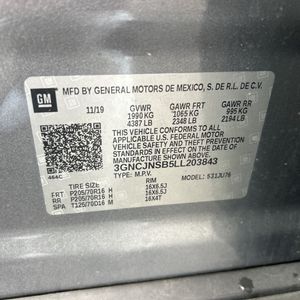 GM
MFD BY GENERAL MOTORS DE MEXICO, S. DE R.L. DE C.V.
11/19 GVWR GAWR FRT GAWR RR
1990 KG 1065 KG 995 KG
4387 LB 2348 LB 2194 LB
THIS VEHICLE CONFORMS TO ALL APPLICABLE
U.S. FEDERAL MOTOR VEHICLE
SAFETY AND THEFT PREVENTION
STANDARDS IN EFFECT ON THE DATE OF
MANUFACTURE SHOWN ABOVE.
3GNCJNSB5LL203843
TYPE: M.P.V. MODEL: 531JU76
TIRE SIZE RIM
FRT P205/70R16 H 16X6.5J
RR P205/70R16 H 16X6.5J
SPA T125/70D16 M 16X4T